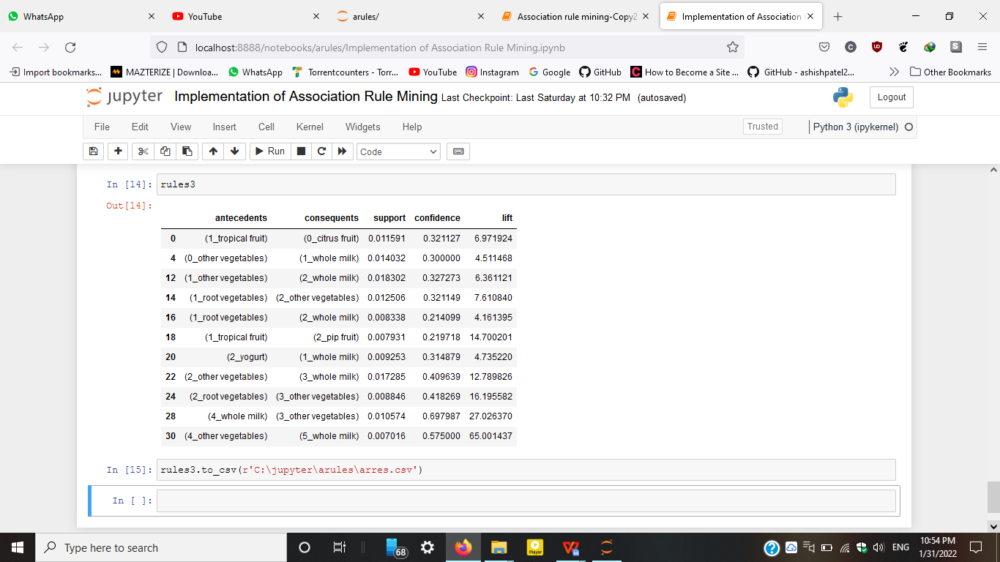 WhatsApp
YouTube
arules/
Association rule mining-Copy2
Implementation of Association
localhost:8888/notebooks/arules/Implementation of Association Rule Mining.ipynb
Import bookmarks...
MAZTERIZE | Downloa...
WhatsApp
Torrentcounters - Torr...
YouTube
Instagram
Google
GitHub
How to Become a Site ...
GitHub - ashishpatel2...
Other Bookmarks
jupyter Implementation of Association Rule Mining Last Checkpoint: Last Saturday at 10:32 PM (autosaved)
Logout
File Edit View Insert Cell Kernel Widgets Help
Trusted
Python 3 (ipykernel)
Run
Code
In [14]: rules3
Out[14]:
antecedents consequents support confidence lift
0 (1_tropical fruit) (0_citrus fruit) 0.011591 0.321127 6.971924
4 (0_other vegetables) (1_whole milk) 0.014032 0.300000 4.511468
12 (1_other vegetables) (2_whole milk) 0.018302 0.327273 6.361121
14 (1_root vegetables) (2_other vegetables) 0.012506 0.321149 7.610840
16 (1_root vegetables) (2_whole milk) 0.008338 0.214099 4.161395
18 (1_tropical fruit) (2_pip fruit) 0.007931 0.219718 14.700201
20 (2_yogurt) (1_whole milk) 0.009253 0.314879 4.735220
22 (2_other vegetables) (3_whole milk) 0.017285 0.409639 12.789826
24 (2_root vegetables) (3_other vegetables) 0.008846 0.418269 16.195582
28 (4_whole milk) (3_other vegetables) 0.010574 0.697987 27.026370
30 (4_other vegetables) (5_whole milk) 0.007016 0.575000 65.001437
In [15]: rules3.to_csv(r'C:\jupyter\arules\arres.csv')
In [ ]:
Type here to search
68
Player
ENG
10:54 PM
1/31/2022